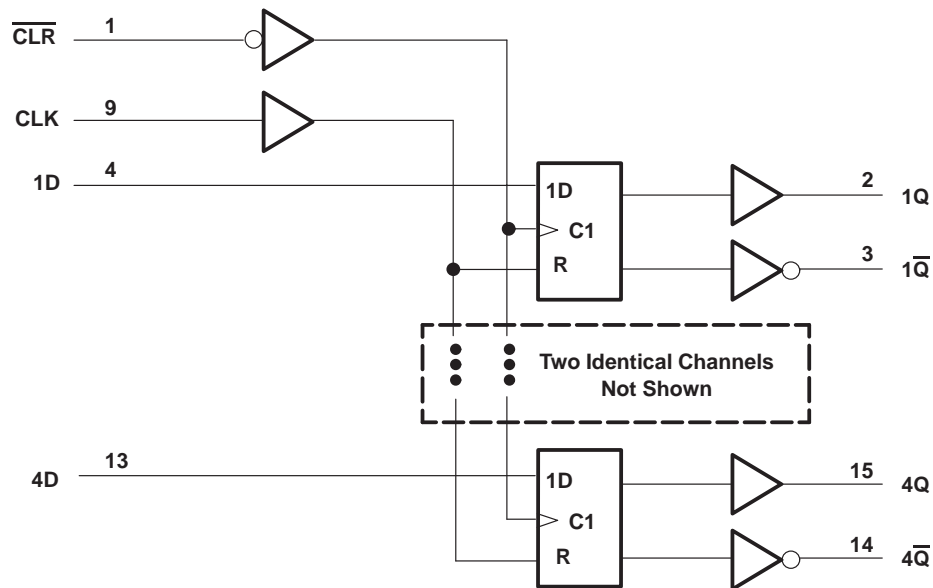 C̅L̅R̅ 1
CLK 9
1D 4
1D
C1
R
2 1Q
3 1Q̅
Two Identical Channels
Not Shown
4D 13
1D
C1
R
15 4Q
14 4Q̅